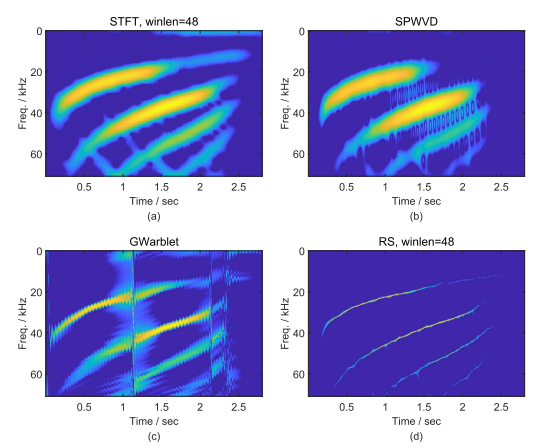 STFT, winlen=48
0
20
40
60
Freq. / kHz
0.5 1 1.5 2 2.5
Time / sec
(a)
SPWVD
0
20
40
60
Freq. / kHz
0.5 1 1.5 2 2.5
Time / sec
(b)
GWarblet
0
20
40
60
Freq. / kHz
0.5 1 1.5 2 2.5
Time / sec
(c)
RS, winlen=48
0
20
40
60
Freq. / kHz
0.5 1 1.5 2 2.5
Time / sec
(d)